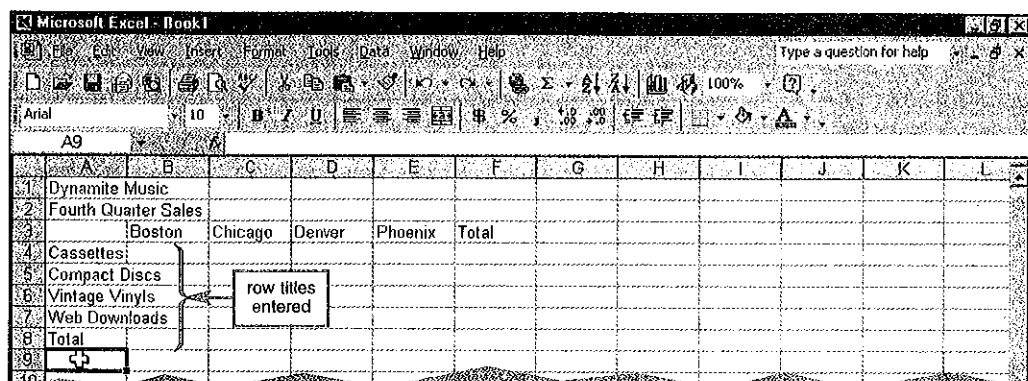 Microsoft Excel - Book1
File Edit View Insert Format Tools Data Window Help Type a question for help
100%
Arial 10 B I U $ % , A
A9 fx
A B C D E F G H I J K L
1 Dynamite Music
2 Fourth Quarter Sales
3 Boston Chicago Denver Phoenix Total
4 Cassettes
5 Compact Discs
6 Vintage Vinyls
7 Web Downloads
8 Total
9
10
row titles
entered